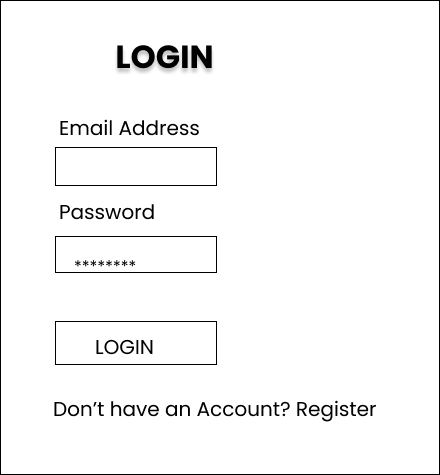 LOGIN
Email Address
Password
********
LOGIN
Don’t have an Account? Register